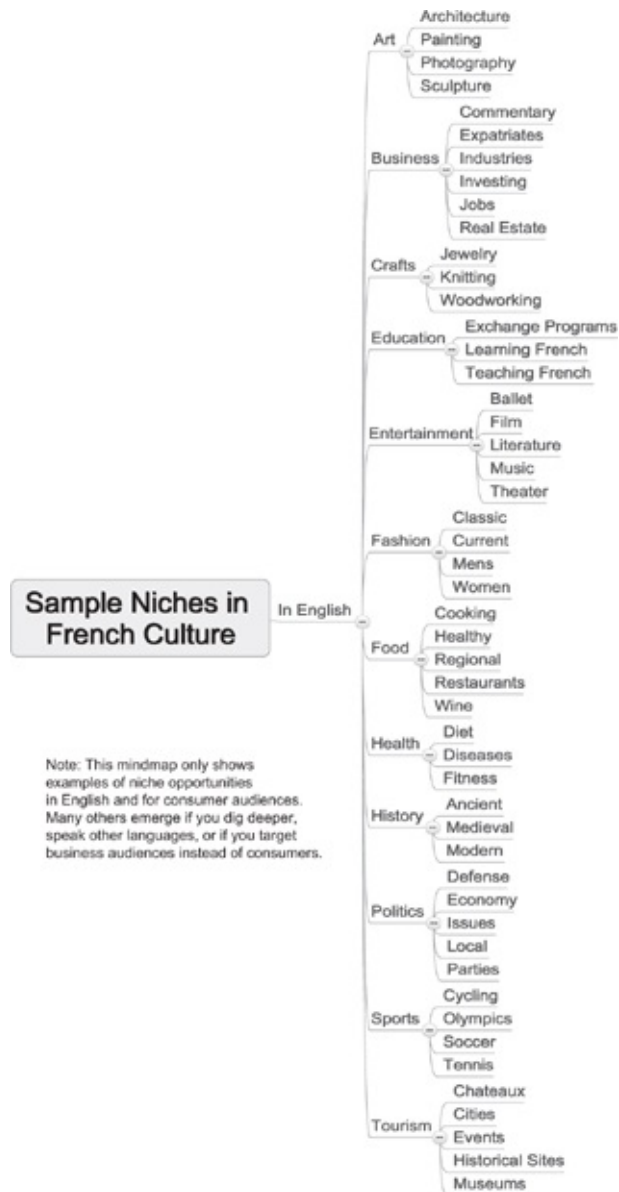 Sample Niches in
French Culture
In English
Art
Architecture
Painting
Photography
Sculpture
Business
Commentary
Expatriates
Industries
Investing
Jobs
Real Estate
Crafts
Jewelry
Knitting
Woodworking
Education
Exchange Programs
Learning French
Teaching French
Entertainment
Ballet
Film
Literature
Music
Theater
Fashion
Classic
Current
Mens
Women
Food
Cooking
Healthy
Regional
Restaurants
Wine
Health
Diet
Diseases
Fitness
History
Ancient
Medieval
Modern
Politics
Defense
Economy
Issues
Local
Parties
Sports
Cycling
Olympics
Soccer
Tennis
Tourism
Chateaux
Cities
Events
Historical Sites
Museums
Note: This mindmap only shows
examples of niche opportunities
in English and for consumer audiences.
Many others emerge if you dig deeper,
speak other languages, or if you target
business audiences instead of consumers.